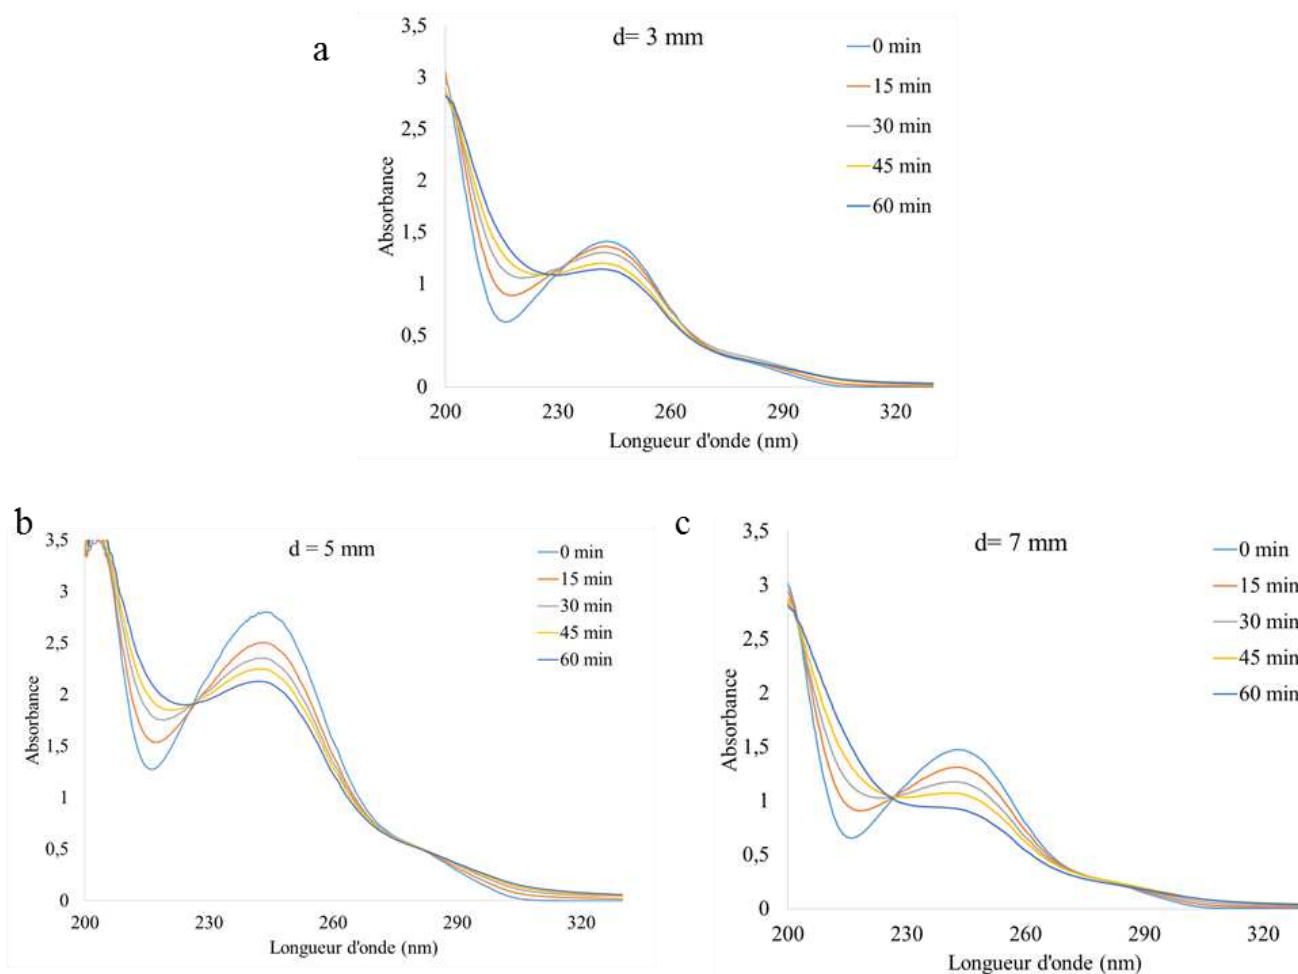 a
d= 3 mm
3,5
3
2,5
2
1,5
1
0,5
0
Absorbance
200 230 260 290 320
Longueur d'onde (nm)
0 min
15 min
30 min
45 min
60 min
b
d = 5 mm
3,5
3
2,5
2
1,5
1
0,5
0
Absorbance
200 230 260 290 320
Longueur d'onde (nm)
0 min
15 min
30 min
45 min
60 min
c
d= 7 mm
3,5
3
2,5
2
1,5
1
0,5
0
Absorbance
200 230 260 290 320
Longueur d'onde (nm)
0 min
15 min
30 min
45 min
60 min